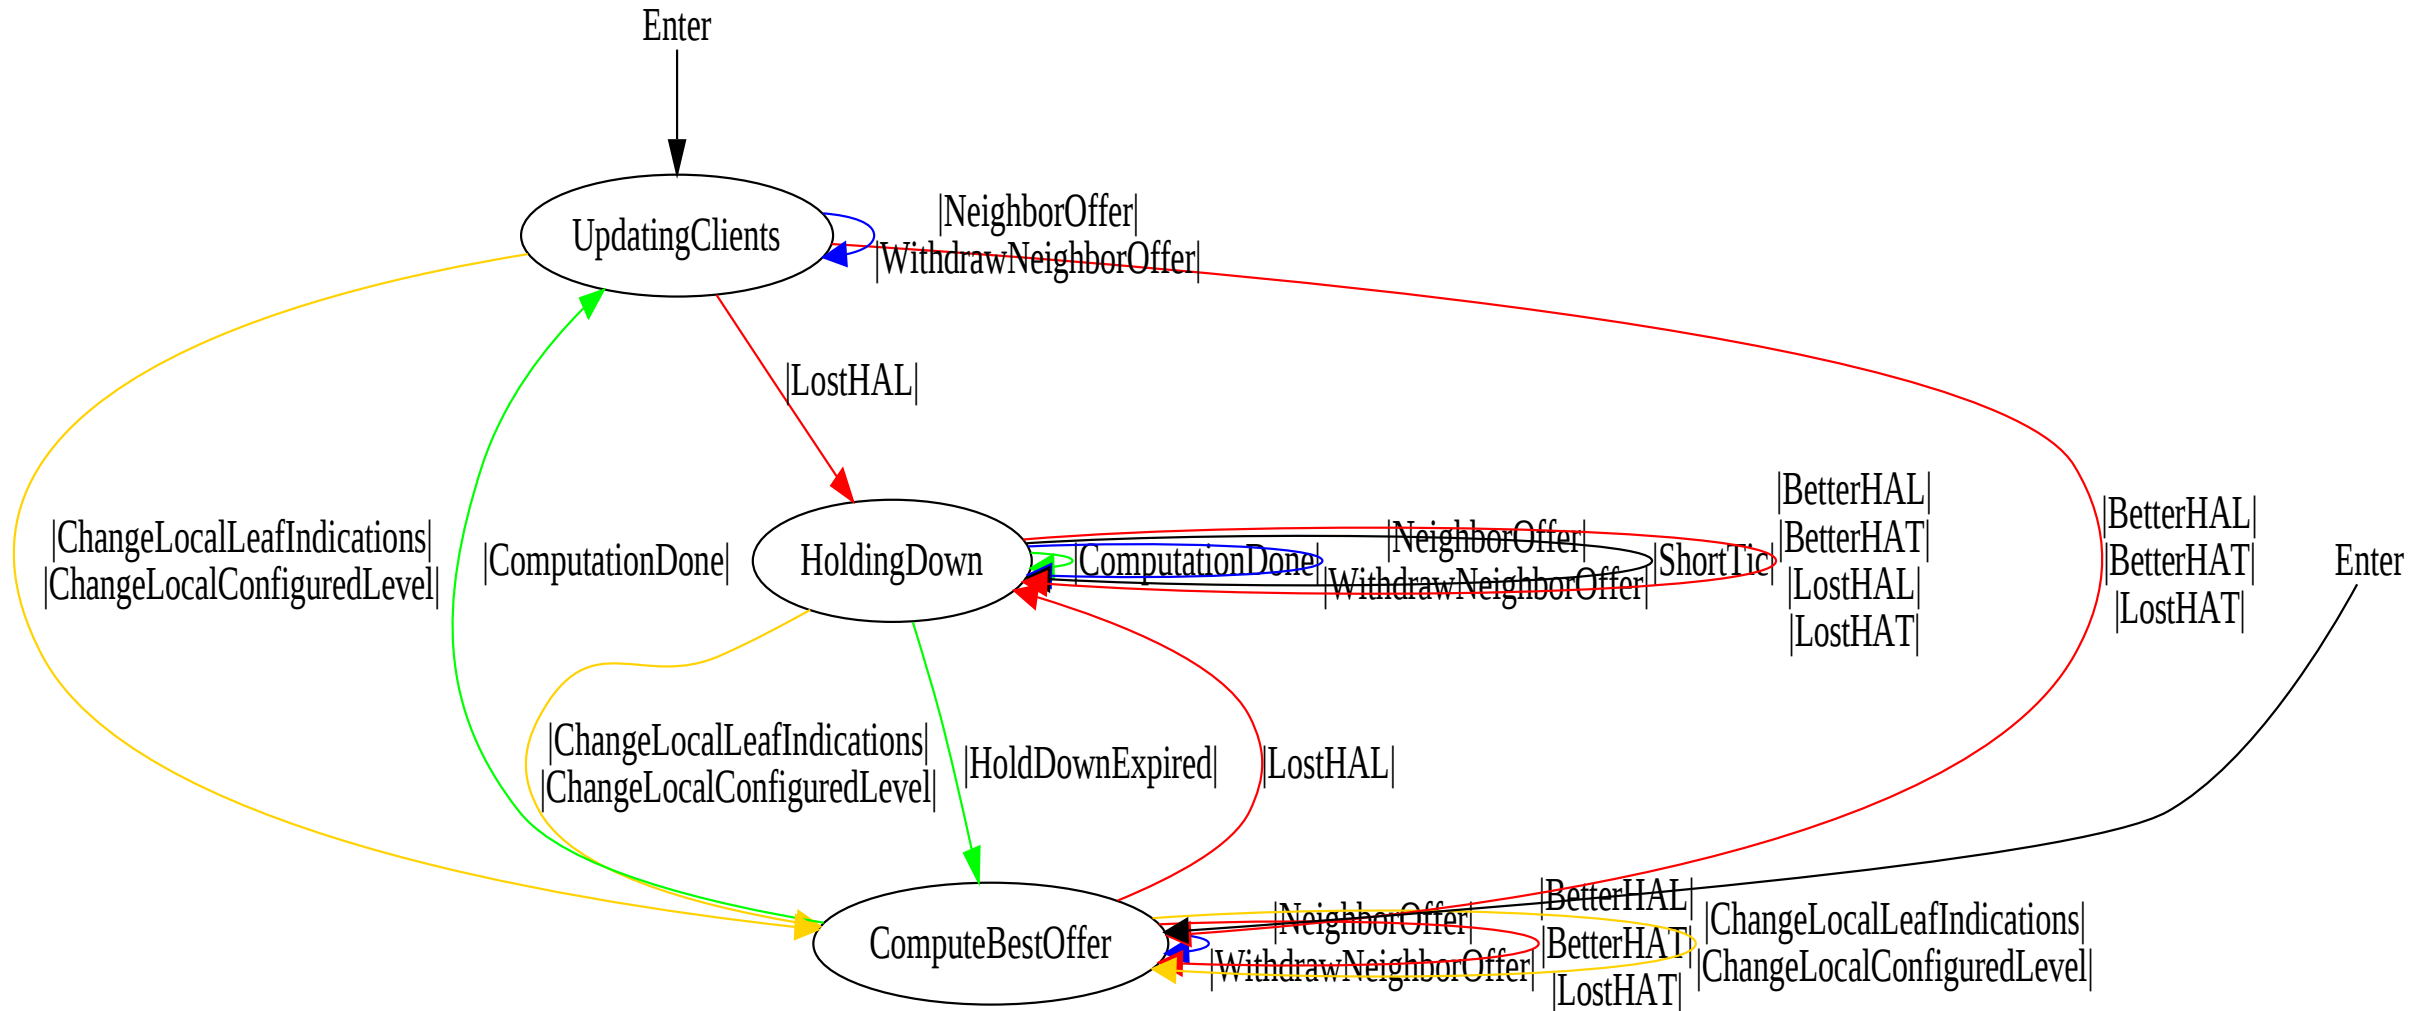 Enter
UpdatingClients
|NeighborOffer|
|WithdrawNeighborOffer|
|LostHAL|
|ChangeLocalLeafIndications|
|ChangeLocalConfiguredLevel|
|ComputationDone|
HoldingDown
|ComputationDone|
|NeighborOffer|
|WithdrawNeighborOffer|
|ShortTic|
|BetterHAL|
|BetterHAT|
|LostHAL|
|LostHAT|
|BetterHAL|
|BetterHAT|
|LostHAT|
Enter
|ChangeLocalLeafIndications|
|ChangeLocalConfiguredLevel|
|HoldDownExpired|
|LostHAL|
ComputeBestOffer
|NeighborOffer|
|WithdrawNeighborOffer|
|BetterHAL|
|BetterHAT|
|LostHAT|
|ChangeLocalLeafIndications|
|ChangeLocalConfiguredLevel|